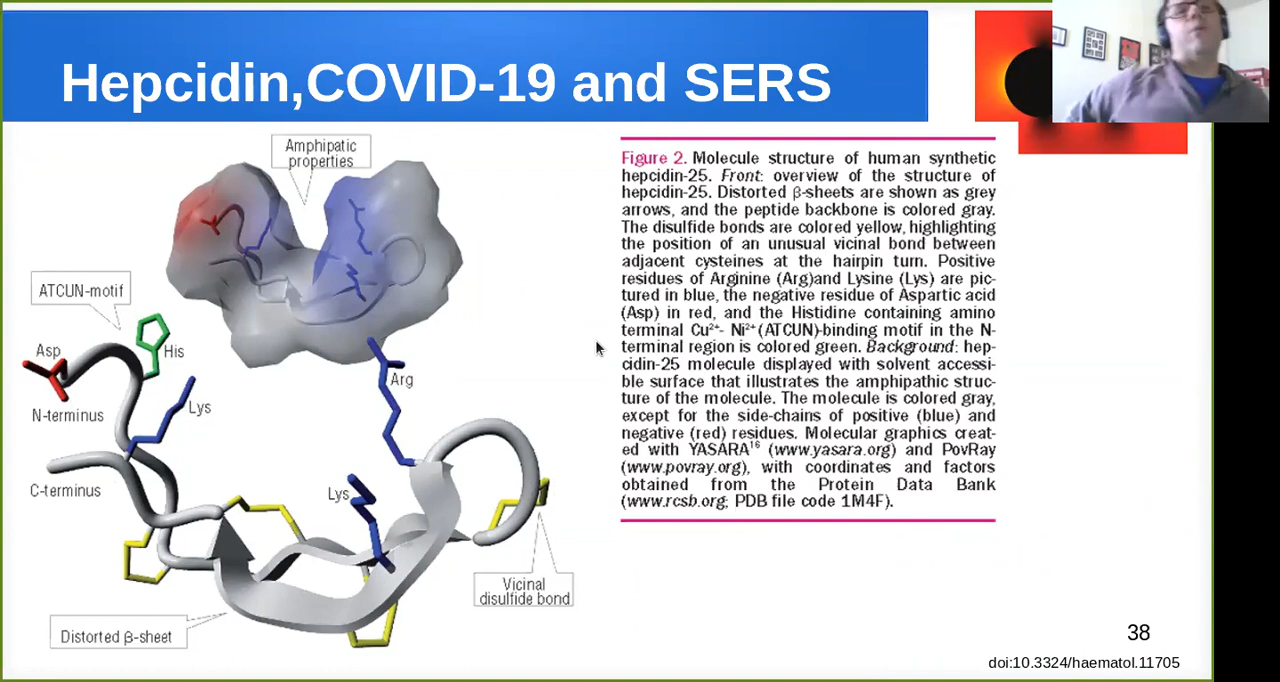 Hepcidin,COVID-19 and SERS
Amphipatic
properties
ATCUN-motif
Asp
His
N-terminus
Lys
Arg
C-terminus
Lys
Vicinal
disulfide bond
Distorted β-sheet
Figure 2. Molecule structure of human synthetic
hepcidin-25. Front: overview of the structure of
hepcidin-25. Distorted β-sheets are shown as grey
arrows, and the peptide backbone is colored gray.
The disulfide bonds are colored yellow, highlighting
the position of an unusual vicinal bond between
adjacent cysteines at the hairpin turn. Positive
residues of Arginine (Arg)and Lysine (Lys) are pic-
tured in blue, the negative residue of Aspartic acid
(Asp) in red, and the Histidine containing amino
terminal Cu²⁺- Ni²⁺(ATCUN)-binding motif in the N-
terminal region is colored green. Background: hep-
cidin-25 molecule displayed with solvent accessi-
ble surface that illustrates the amphipathic struc-
ture of the molecule. The molecule is colored gray,
except for the side-chains of positive (blue) and
negative (red) residues. Molecular graphics creat-
ed with YASARA¹⁶ (www.yasara.org) and PovRay
(www.povray.org), with coordinates and factors
obtained from the Protein Data Bank
(www.rcsb.org; PDB file code 1M4F).
38
doi:10.3324/haematol.11705